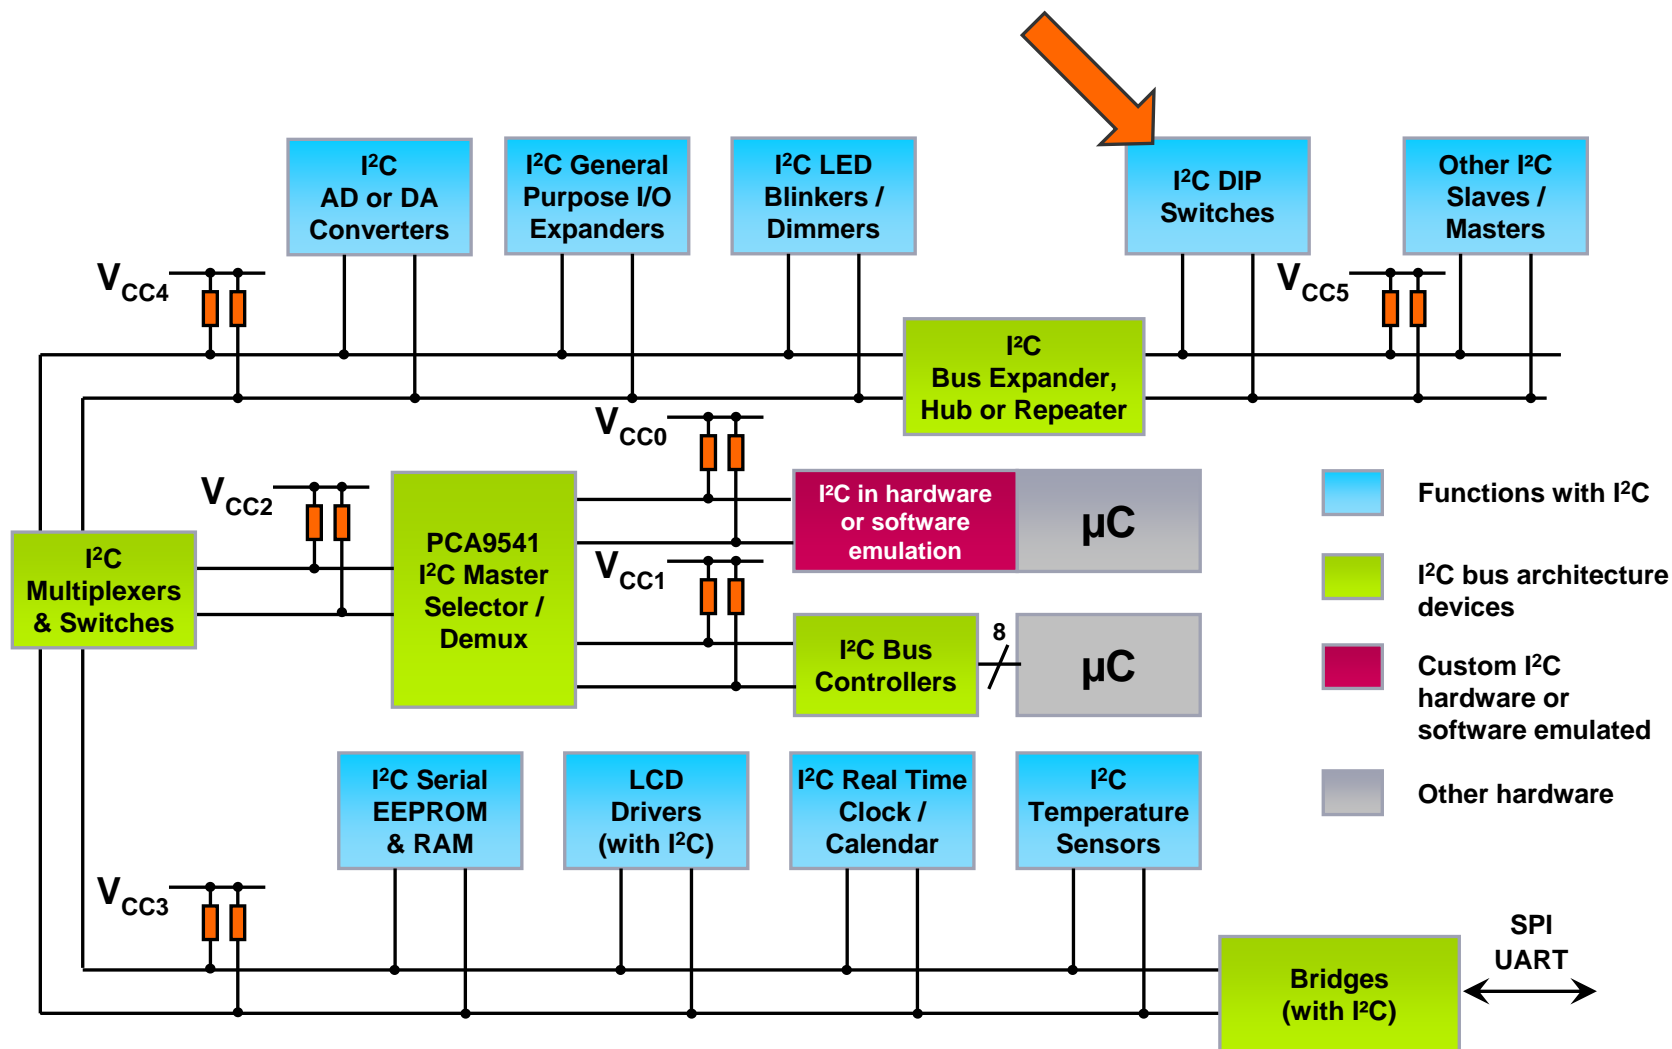 I²C
AD or DA
Converters
I²C General
Purpose I/O
Expanders
I²C LED
Blinkers /
Dimmers
I²C DIP
Switches
Other I²C
Slaves /
Masters
VCC4
VCC5
I²C
Bus Expander,
Hub or Repeater
VCC0
VCC2
I²C in hardware
or software
emulation
µC
PCA9541
I²C Master
Selector /
Demux
I²C
Multiplexers
& Switches
VCC1
I²C Bus
Controllers
8
µC
Functions with I²C
I²C bus architecture
devices
Custom I²C
hardware or
software emulated
Other hardware
I²C Serial
EEPROM
& RAM
LCD
Drivers
(with I²C)
I²C Real Time
Clock /
Calendar
I²C
Temperature
Sensors
VCC3
SPI
UART
Bridges
(with I²C)